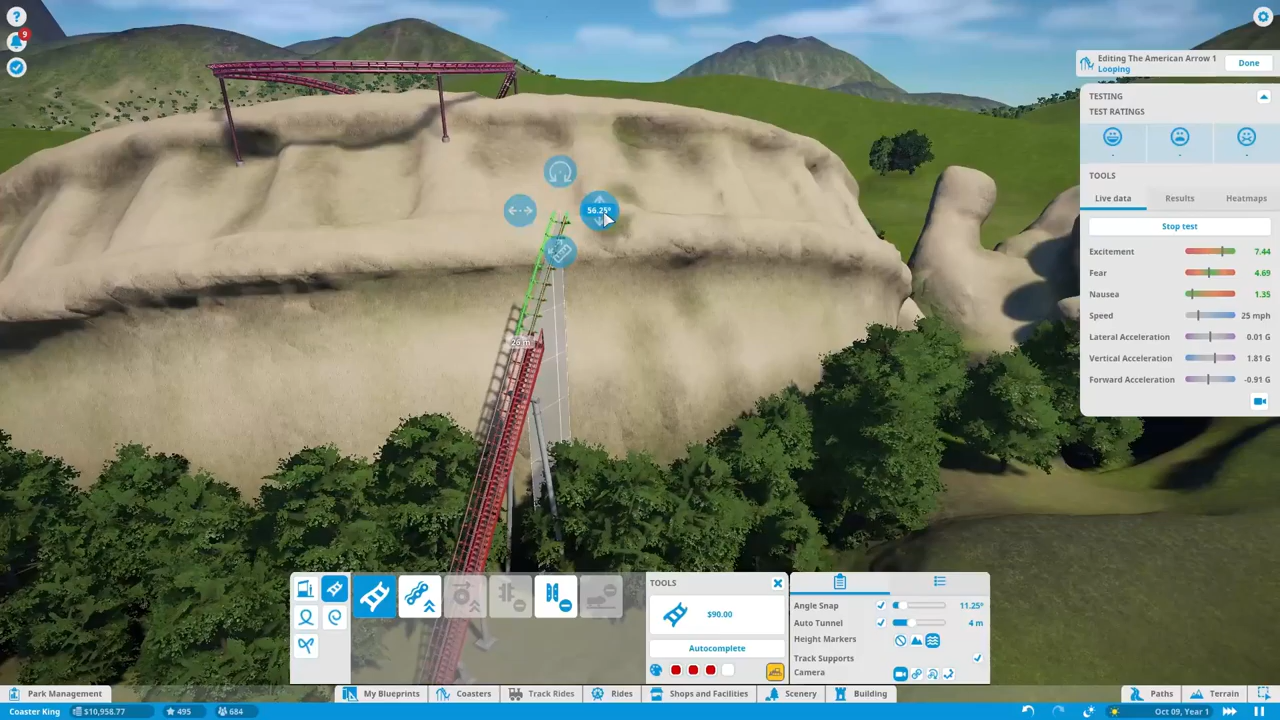 ?
9
Editing The American Arrow 1
Looping
Done
TESTING
TEST RATINGS
-
-
-
TOOLS
Live data
Results
Heatmaps
Stop test
Excitement
7.44
Fear
4.69
Nausea
1.35
Speed
25 mph
Lateral Acceleration
0.01 G
Vertical Acceleration
1.81 G
Forward Acceleration
-0.91 G
56.25°
26 m
TOOLS
$90.00
Autocomplete
Angle Snap
11.25°
Auto Tunnel
4 m
Height Markers
Track Supports
Camera
Park Management
My Blueprints
Coasters
Track Rides
Rides
Shops and Facilities
Scenery
Building
Paths
Terrain
Coaster King
$10,958.77
495
684
Oct 09, Year 1